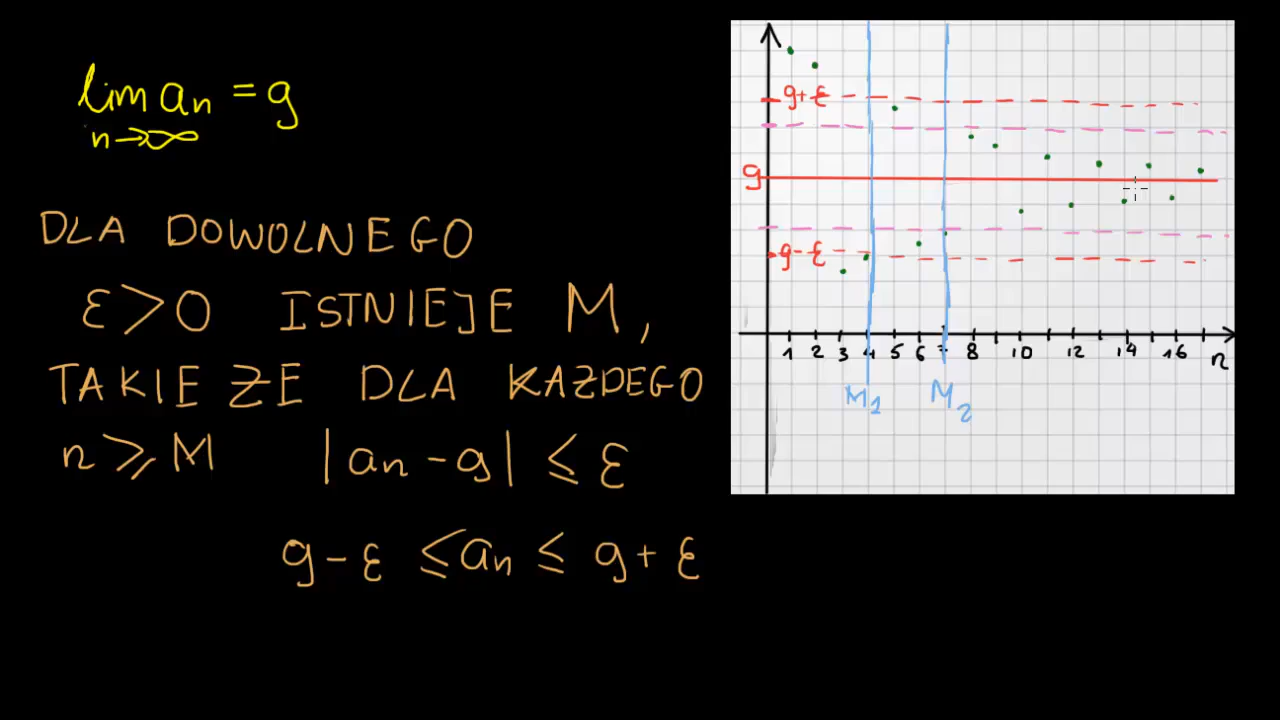 lim an = g
n→∞
DLA DOWOLNEGO
ε>0 ISTNIEJE M,
TAKIE ŻE DLA KAŻDEGO
n ⩾ M |an - g| ≤ ε
g - ε ≤ an ≤ g + ε
g+ε
g
g-ε
1 2 3 4 5 6 7 8 10 12 14 16 n
M1 M2